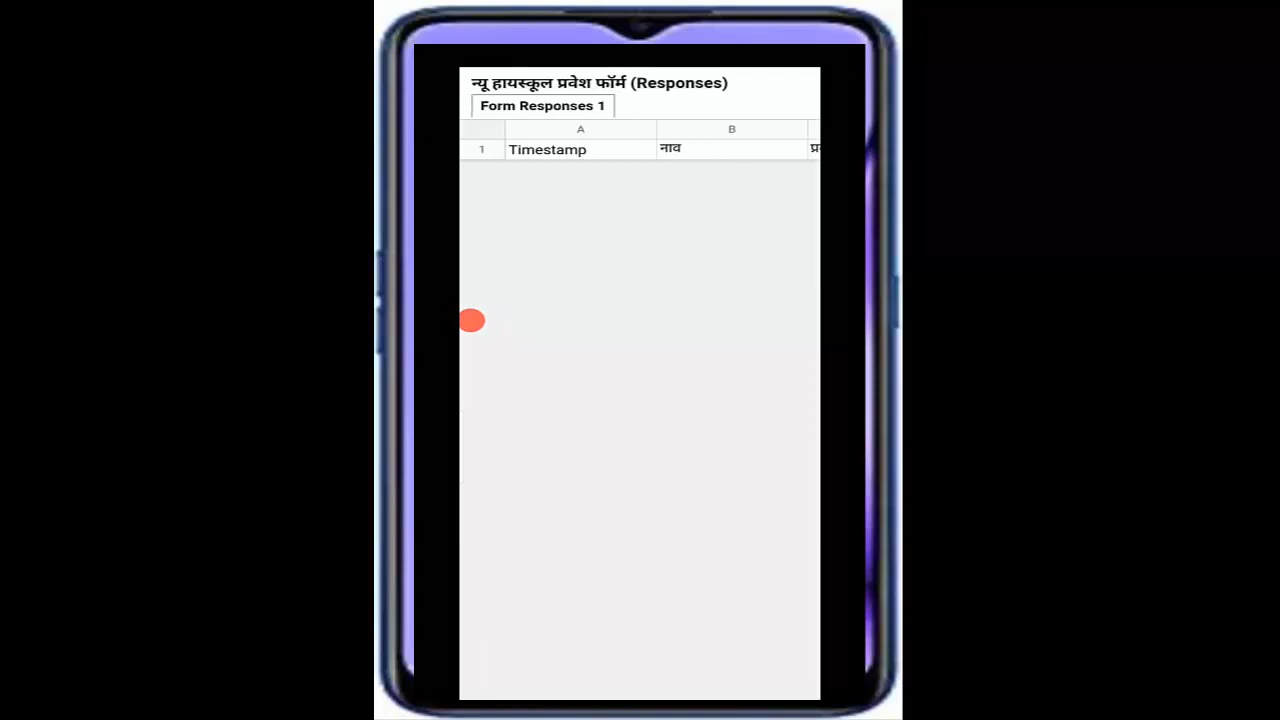 न्यू हायस्कूल प्रवेश फॉर्म (Responses)
Form Responses 1
A B
1 Timestamp नाव